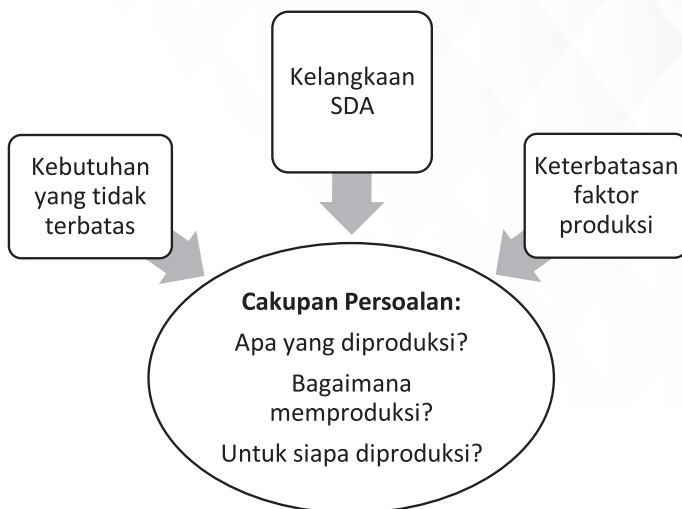 Kelangkaan
SDA
Kebutuhan
yang tidak
terbatas
Keterbatasan
faktor
produksi
Cakupan Persoalan:
Apa yang diproduksi?
Bagaimana
memproduksi?
Untuk siapa diproduksi?